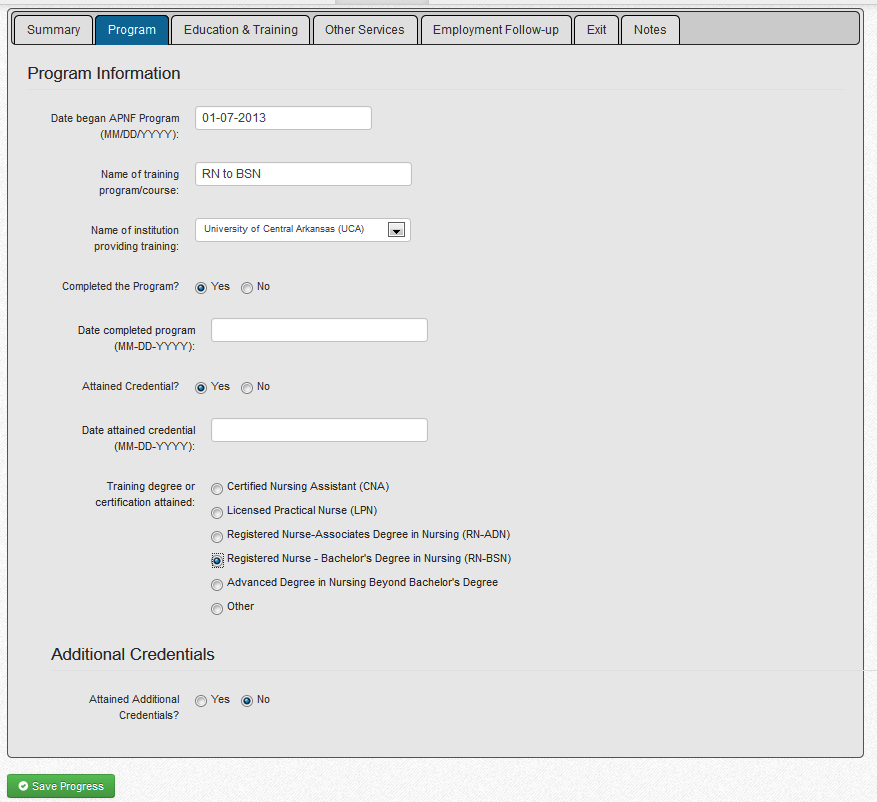 Summary Program Education & Training Other Services Employment Follow-up Exit Notes
Program Information
Date began APNF Program
(MM/DD/YYYY):
01-07-2013
Name of training
program/course:
RN to BSN
Name of institution
providing training:
University of Central Arkansas (UCA)
Completed the Program? Yes No
Date completed program
(MM-DD-YYYY):
Attained Credential? Yes No
Date attained credential
(MM-DD-YYYY):
Training degree or
certification attained:
Certified Nursing Assistant (CNA)
Licensed Practical Nurse (LPN)
Registered Nurse-Associates Degree in Nursing (RN-ADN)
Registered Nurse - Bachelor's Degree in Nursing (RN-BSN)
Advanced Degree in Nursing Beyond Bachelor's Degree
Other
Additional Credentials
Attained Additional
Credentials?
Yes No
Save Progress